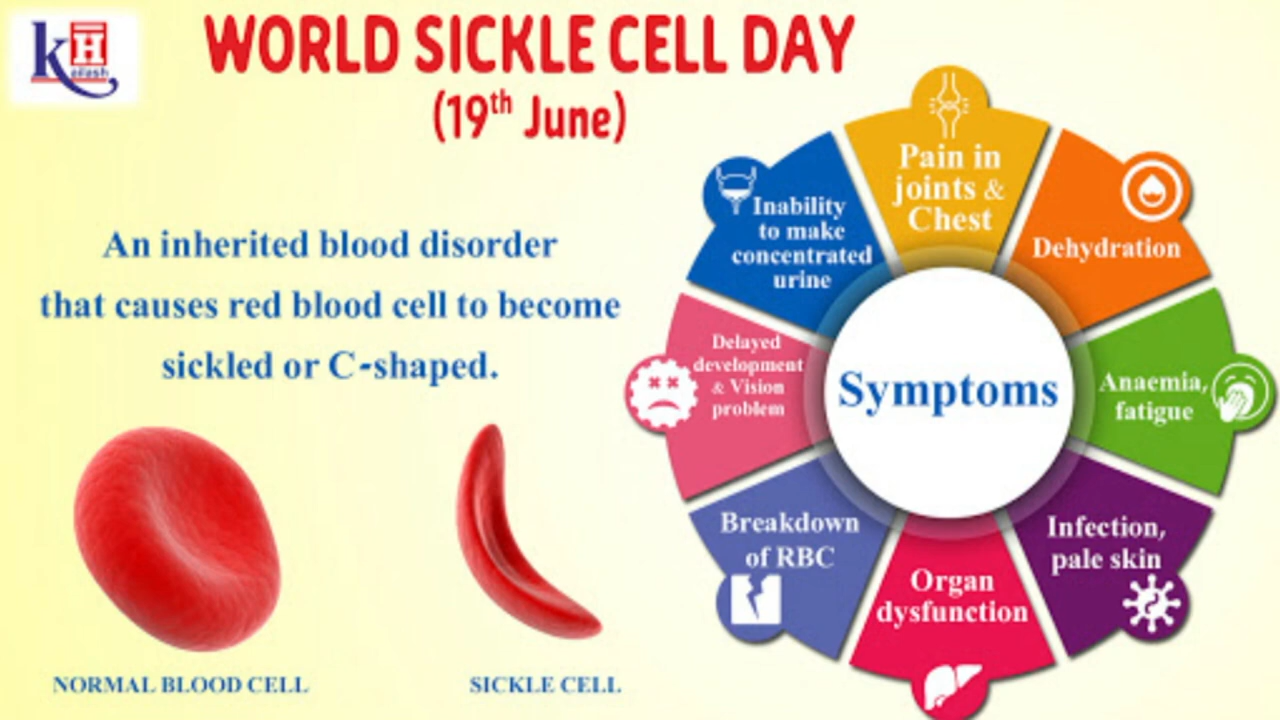 K H
ailash
WORLD SICKLE CELL DAY
(19th June)
An inherited blood disorder
that causes red blood cell to become
sickled or C-shaped.
NORMAL BLOOD CELL
SICKLE CELL
Symptoms
Pain in
joints &
Chest
Dehydration
Anaemia,
fatigue
Infection,
pale skin
Organ
dysfunction
Breakdown
of RBC
Delayed
development
& Vision
problem
Inability
to make
concentrated
urine